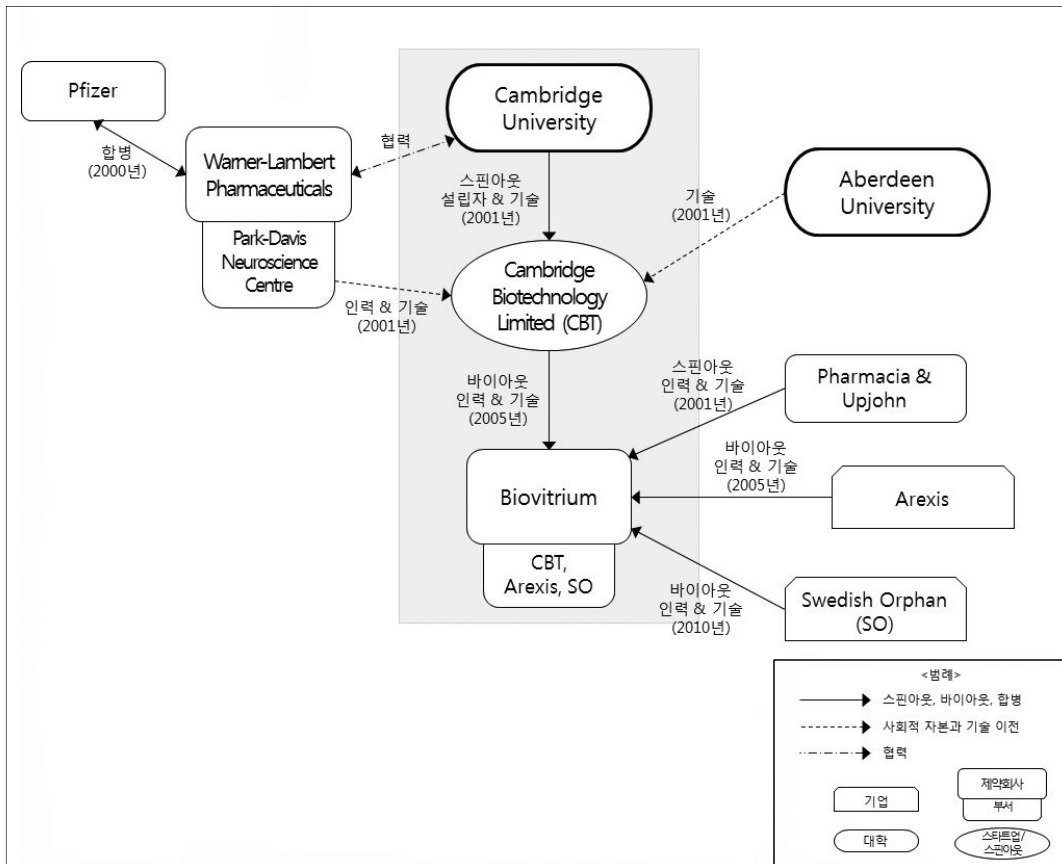 Pfizer
합병
(2000년)
Warner-Lambert
Pharmaceuticals
Park-Davis
Neuroscience
Centre
협력
Cambridge
University
스핀아웃
설립자 & 기술
(2001년)
기술
(2001년)
Aberdeen
University
인력 & 기술
(2001년)
Cambridge
Biotechnology
Limited (CBT)
바이아웃
인력 & 기술
(2005년)
스핀아웃
인력 & 기술
(2001년)
Pharmacia &
Upjohn
Biovitrium
CBT,
Arexis, SO
바이아웃
인력 & 기술
(2005년)
Arexis
바이아웃
인력 & 기술
(2010년)
Swedish Orphan
(SO)
<범례>
스핀아웃, 바이아웃, 합병
사회적 자본과 기술 이전
협력
기업
제약회사
부서
대학
스타트업/
스핀아웃